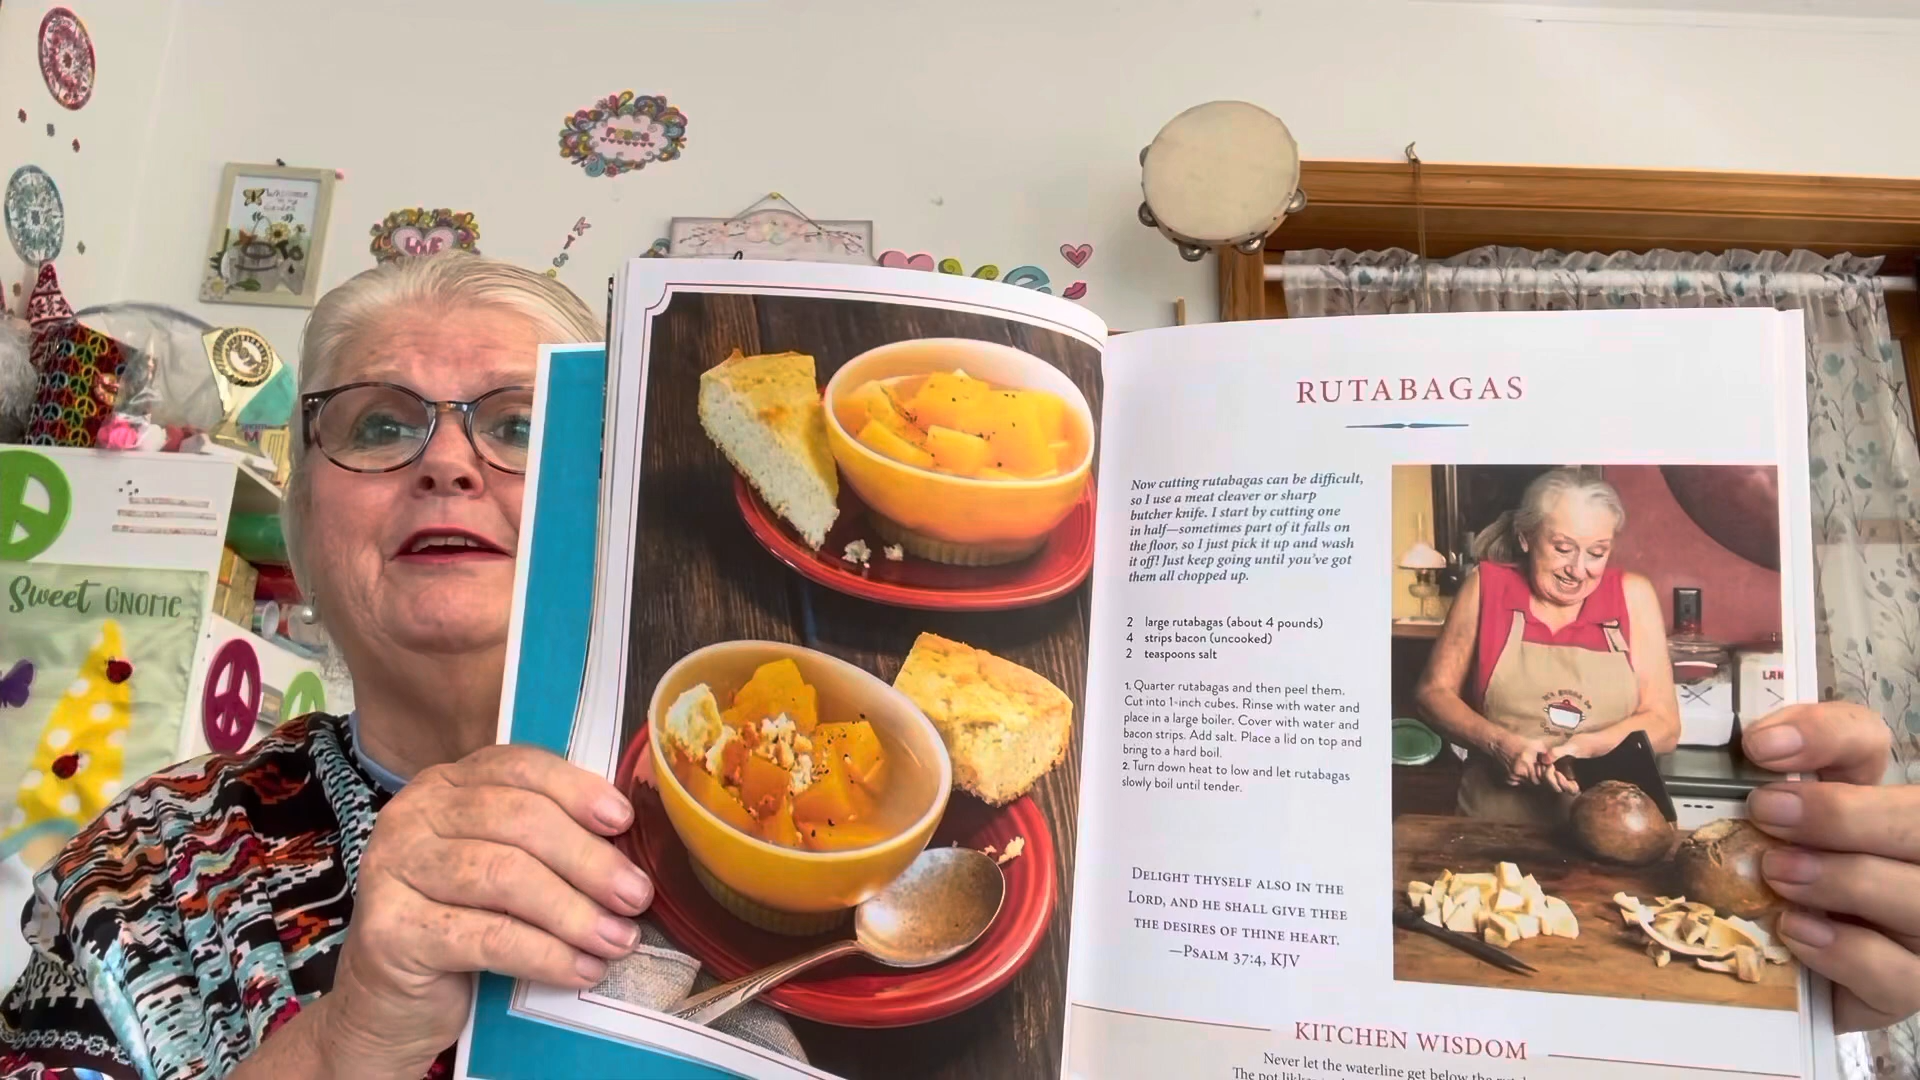 Welcome
to my
Garden
LOVE
Sweet GNOME
RUTABAGAS
Now cutting rutabagas can be difficult,
so I use a meat cleaver or sharp
butcher knife. I start by cutting one
in half—sometimes part of it falls on
the floor, so I just pick it up and wash
it off! Just keep going until you've got
them all chopped up.
2 large rutabagas (about 4 pounds)
4 strips bacon (uncooked)
2 teaspoons salt
1. Quarter rutabagas and then peel them.
Cut into 1-inch cubes. Rinse with water and
place in a large boiler. Cover with water and
bacon strips. Add salt. Place a lid on top and
bring to a hard boil.
2. Turn down heat to low and let rutabagas
slowly boil until tender.
DELIGHT THYSELF ALSO IN THE
LORD, AND HE SHALL GIVE THEE
THE DESIRES OF THINE HEART.
—PSALM 37:4, KJV
KITCHEN WISDOM
Never let the waterline get below the
The pot